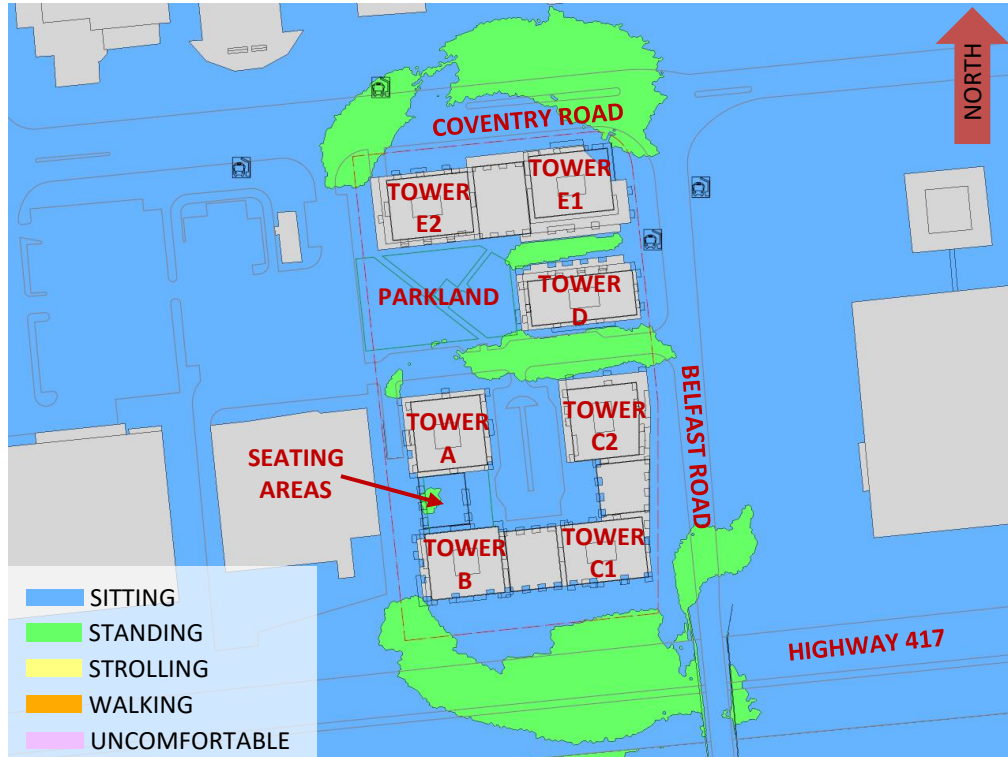 NORTH
COVENTRY ROAD
TOWER
E2
TOWER
E1
PARKLAND
TOWER
D
BELFAST ROAD
TOWER
A
TOWER
C2
SEATING
AREAS
TOWER
B
TOWER
C1
HIGHWAY 417
SITTING
STANDING
STROLLING
WALKING
UNCOMFORTABLE